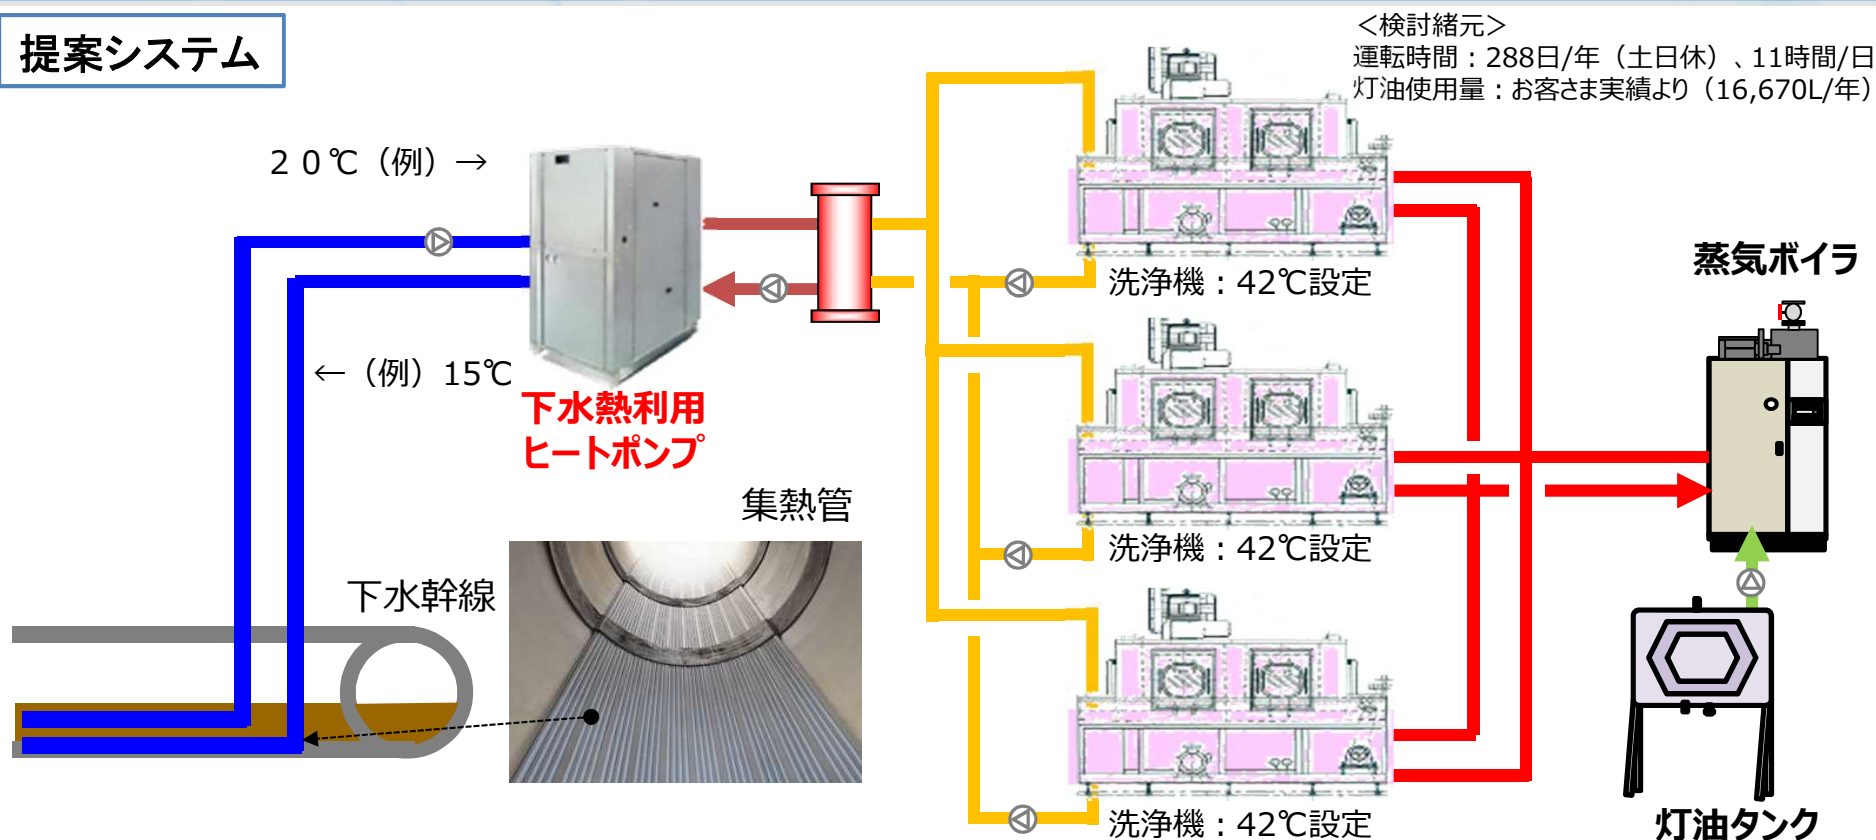 提案システム
<検討緒元>
運転時間：288日/年（土日休）、11時間/日
灯油使用量：お客さま実績より（16,670L/年）
２０℃（例）→
←（例）15℃
下水熱利用
ヒートポンプ
洗浄機：42℃設定
蒸気ボイラ
集熱管
下水幹線
洗浄機：42℃設定
洗浄機：42℃設定
灯油タンク